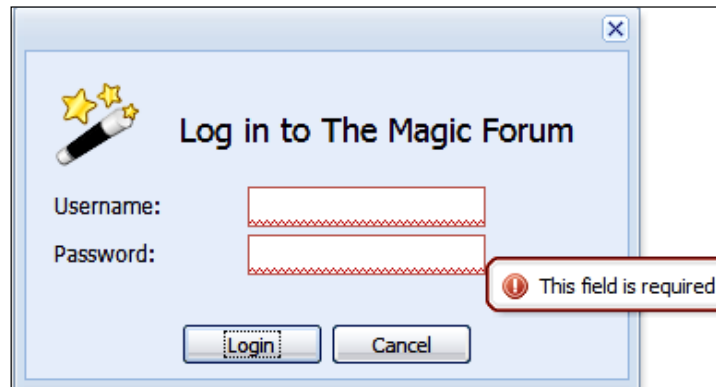 Log in to The Magic Forum
Username:
Password:
This field is required
Login Cancel